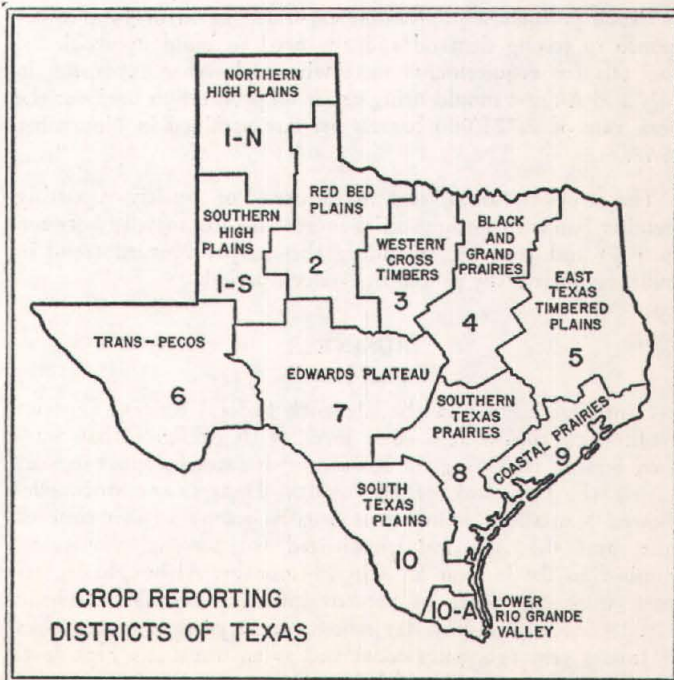 NORTHERN
HIGH PLAINS
1-N
RED BED
PLAINS
2
SOUTHERN
HIGH
PLAINS
1-S
WESTERN
CROSS
TIMBERS
3
BLACK
AND
GRAND
PRAIRIES
4
EAST
TEXAS
TIMBERED
PLAINS
5
TRANS-PECOS
6
EDWARDS PLATEAU
7
SOUTHERN
TEXAS
PRAIRIES
8
COASTAL PRAIRIES
9
SOUTH
TEXAS
PLAINS
10
10-A
LOWER
RIO GRANDE
VALLEY
CROP REPORTING
DISTRICTS OF TEXAS